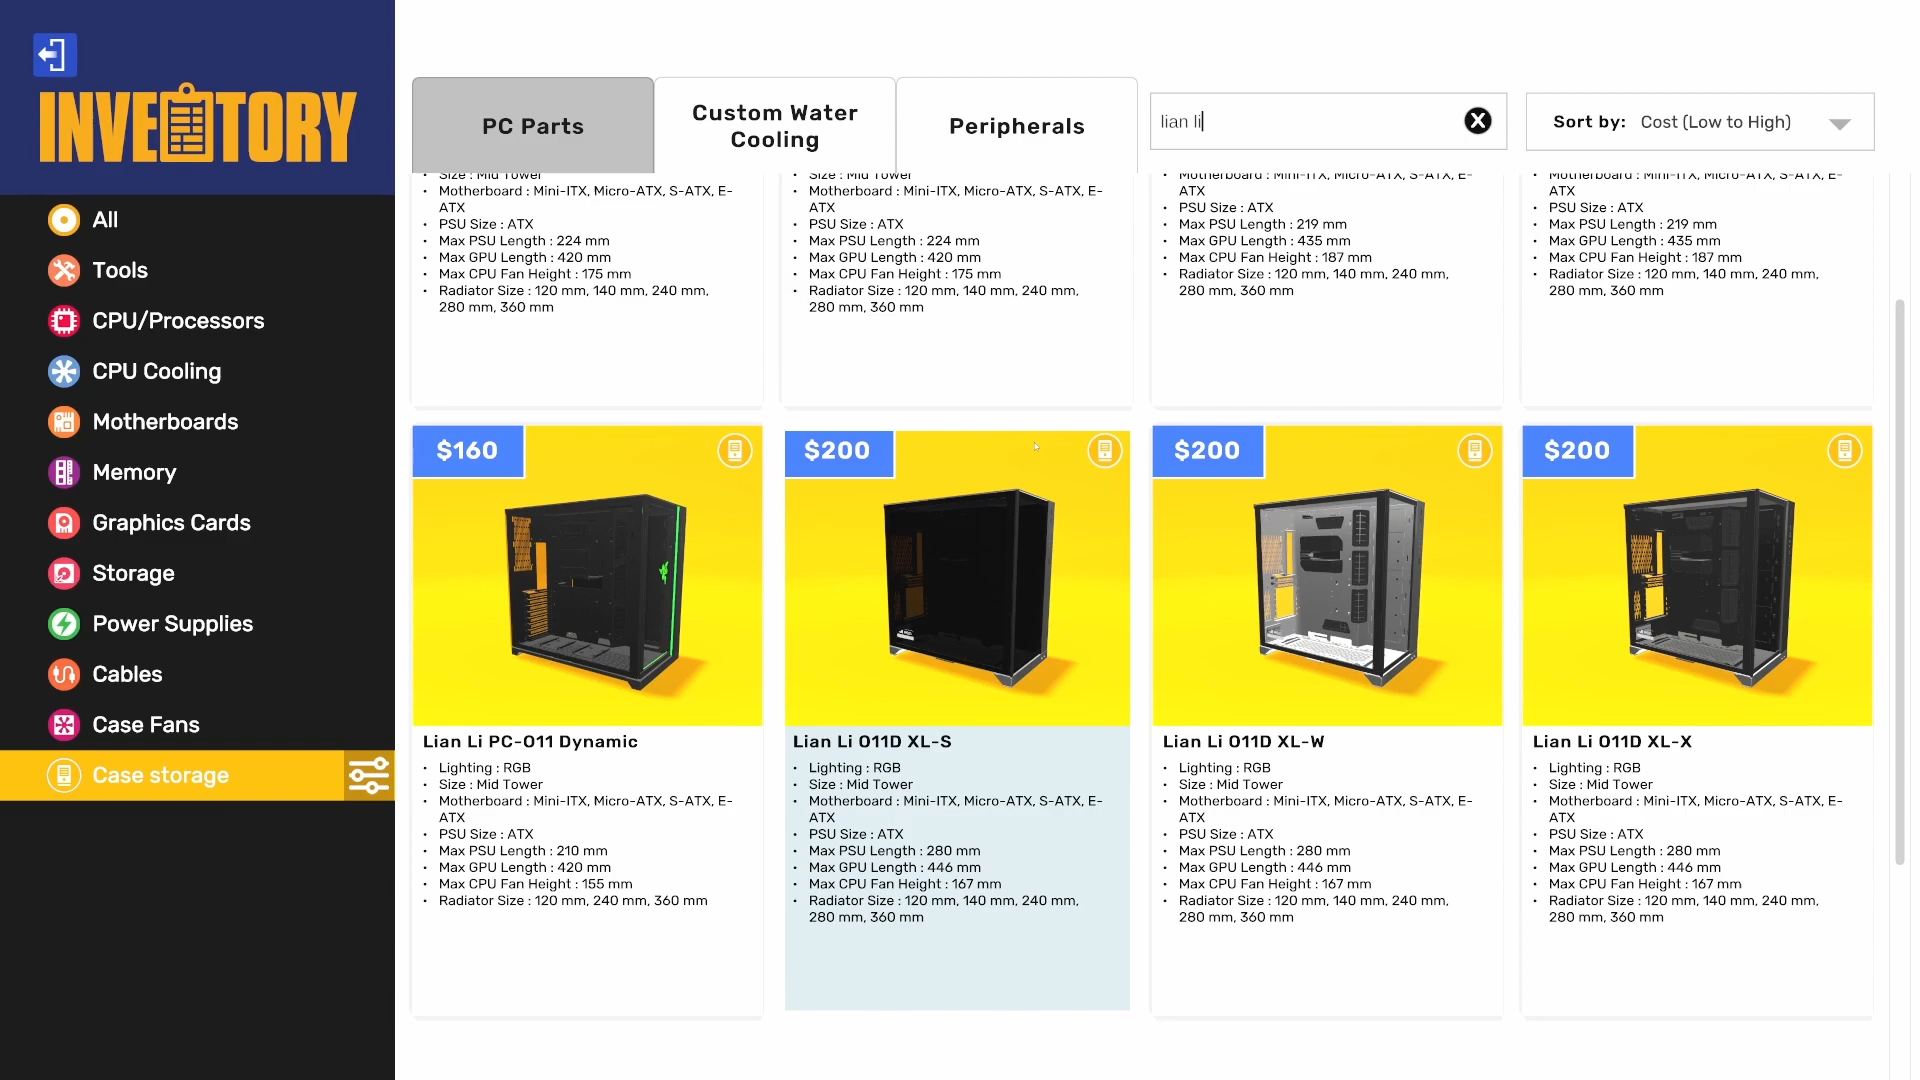 INVENTORY
All
Tools
CPU/Processors
CPU Cooling
Motherboards
Memory
Graphics Cards
Storage
Power Supplies
Cables
Case Fans
Case storage
PC Parts
Custom Water
Cooling
Peripherals
lian li
Sort by: Cost (Low to High)
• Size : Mid Tower
• Motherboard : Mini-ITX, Micro-ATX, S-ATX, E-
ATX
• PSU Size : ATX
• Max PSU Length : 224 mm
• Max GPU Length : 420 mm
• Max CPU Fan Height : 175 mm
• Radiator Size : 120 mm, 140 mm, 240 mm,
280 mm, 360 mm
• Size : Mid Tower
• Motherboard : Mini-ITX, Micro-ATX, S-ATX, E-
ATX
• PSU Size : ATX
• Max PSU Length : 224 mm
• Max GPU Length : 420 mm
• Max CPU Fan Height : 175 mm
• Radiator Size : 120 mm, 140 mm, 240 mm,
280 mm, 360 mm
• Motherboard : Mini-ITX, Micro-ATX, S-ATX, E-
ATX
• PSU Size : ATX
• Max PSU Length : 219 mm
• Max GPU Length : 435 mm
• Max CPU Fan Height : 187 mm
• Radiator Size : 120 mm, 140 mm, 240 mm,
280 mm, 360 mm
• Motherboard : Mini-ITX, Micro-ATX, S-ATX, E-
ATX
• PSU Size : ATX
• Max PSU Length : 219 mm
• Max GPU Length : 435 mm
• Max CPU Fan Height : 187 mm
• Radiator Size : 120 mm, 140 mm, 240 mm,
280 mm, 360 mm
$160
Lian Li PC-O11 Dynamic
• Lighting : RGB
• Size : Mid Tower
• Motherboard : Mini-ITX, Micro-ATX, S-ATX, E-
ATX
• PSU Size : ATX
• Max PSU Length : 210 mm
• Max GPU Length : 420 mm
• Max CPU Fan Height : 155 mm
• Radiator Size : 120 mm, 240 mm, 360 mm
$200
Lian Li O11D XL-S
• Lighting : RGB
• Size : Mid Tower
• Motherboard : Mini-ITX, Micro-ATX, S-ATX, E-
ATX
• PSU Size : ATX
• Max PSU Length : 280 mm
• Max GPU Length : 446 mm
• Max CPU Fan Height : 167 mm
• Radiator Size : 120 mm, 140 mm, 240 mm,
280 mm, 360 mm
$200
Lian Li O11D XL-W
• Lighting : RGB
• Size : Mid Tower
• Motherboard : Mini-ITX, Micro-ATX, S-ATX, E-
ATX
• PSU Size : ATX
• Max PSU Length : 280 mm
• Max GPU Length : 446 mm
• Max CPU Fan Height : 167 mm
• Radiator Size : 120 mm, 140 mm, 240 mm,
280 mm, 360 mm
$200
Lian Li O11D XL-X
• Lighting : RGB
• Size : Mid Tower
• Motherboard : Mini-ITX, Micro-ATX, S-ATX, E-
ATX
• PSU Size : ATX
• Max PSU Length : 280 mm
• Max GPU Length : 446 mm
• Max CPU Fan Height : 167 mm
• Radiator Size : 120 mm, 140 mm, 240 mm,
280 mm, 360 mm